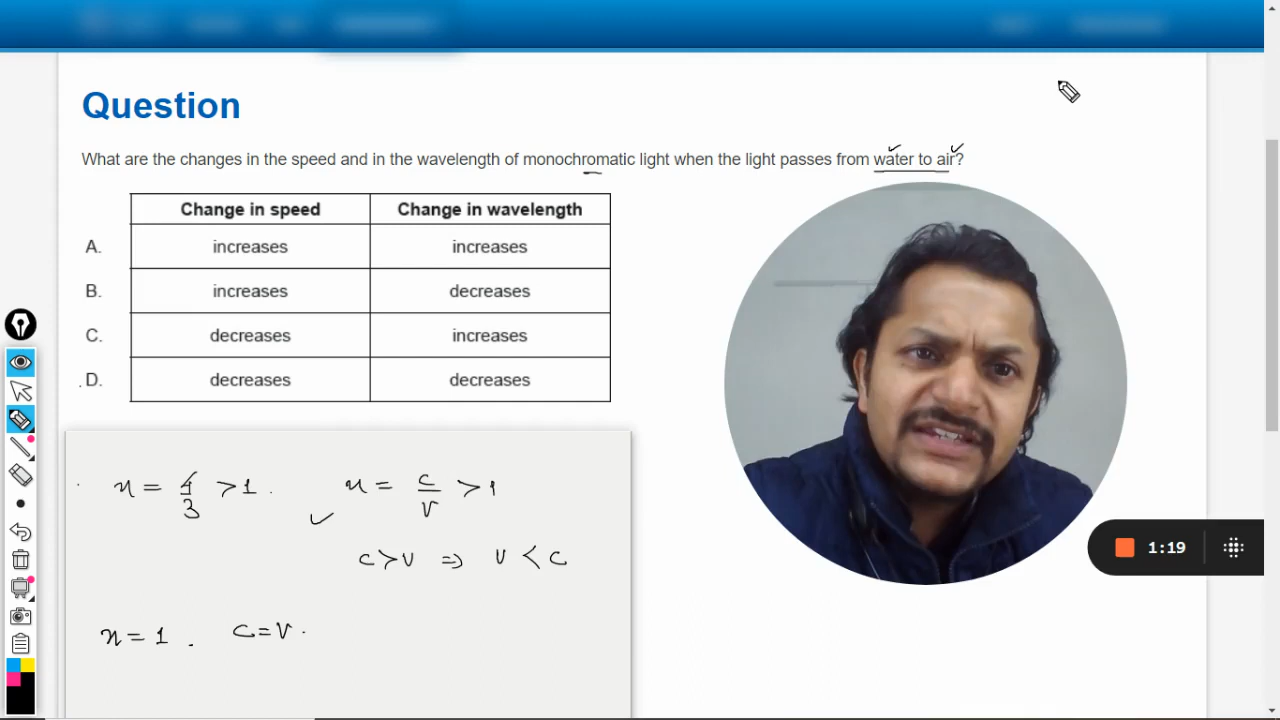 Question
What are the changes in the speed and in the wavelength of monochromatic light when the light passes from water to air?
Change in speed Change in wavelength
A. increases increases
B. increases decreases
C. decreases increases
D. decreases decreases
n = 4/3 > 1 . n = c/v > 1
c > v ⇒ v < c
n = 1 . c = v .
1:19